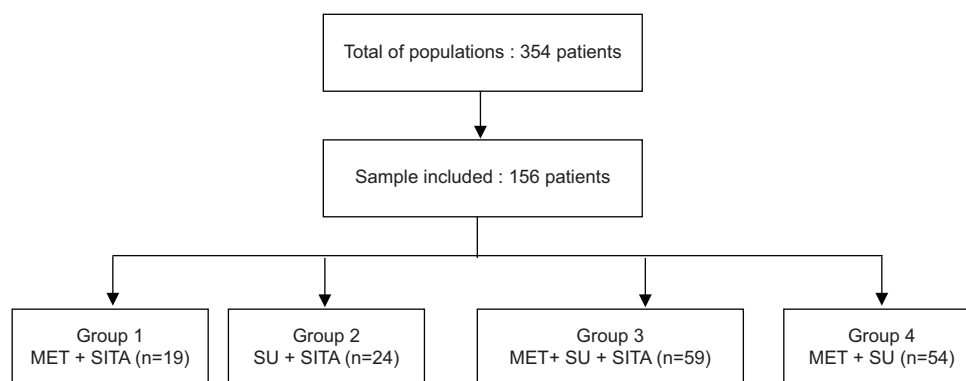 Total of populations : 354 patients
Sample included : 156 patients
Group 1
MET + SITA (n=19)
Group 2
SU + SITA (n=24)
Group 3
MET+ SU + SITA (n=59)
Group 4
MET + SU (n=54)